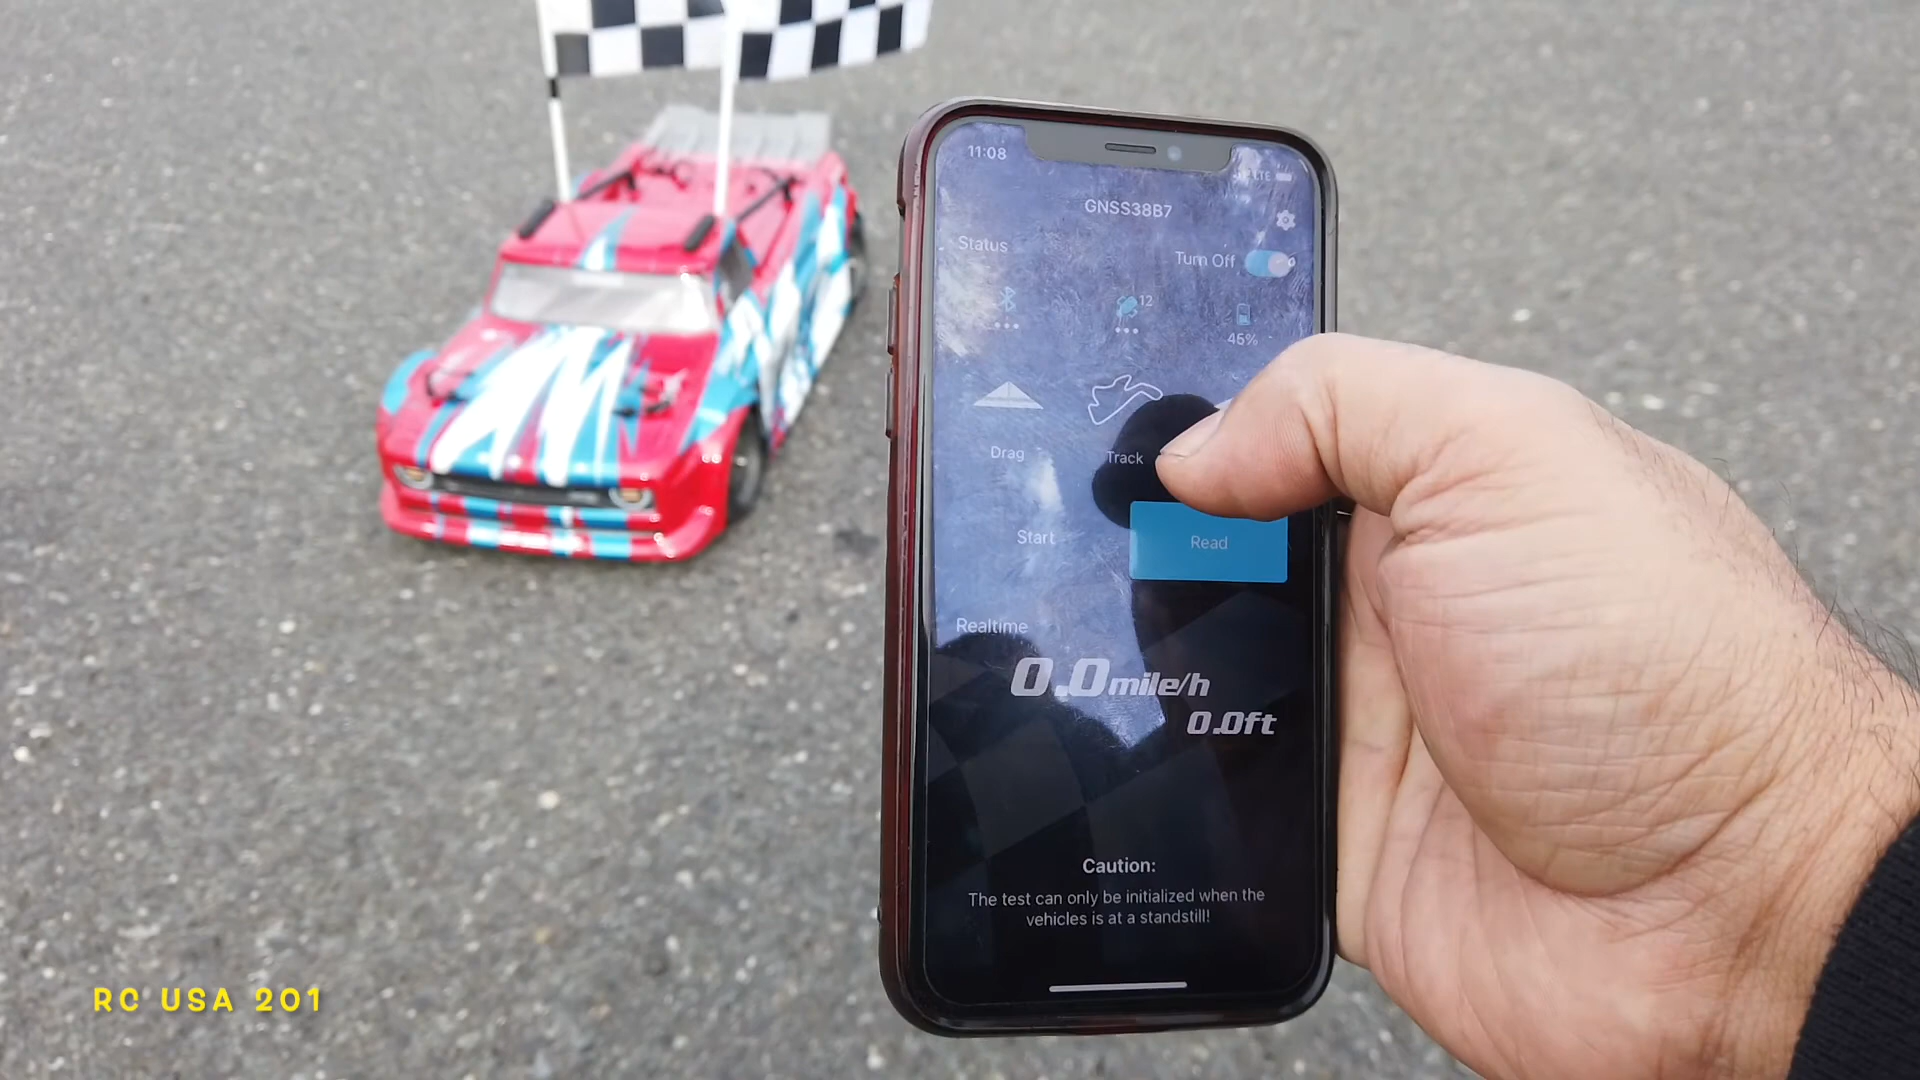 11:08
LTE
GNSS38B7
Status
Turn Off
12
45%
Drag
Track
Start
Read
Realtime
0.0mile/h
0.0ft
Caution:
The test can only be initialized when the
vehicles is at a standstill!
RC USA 201